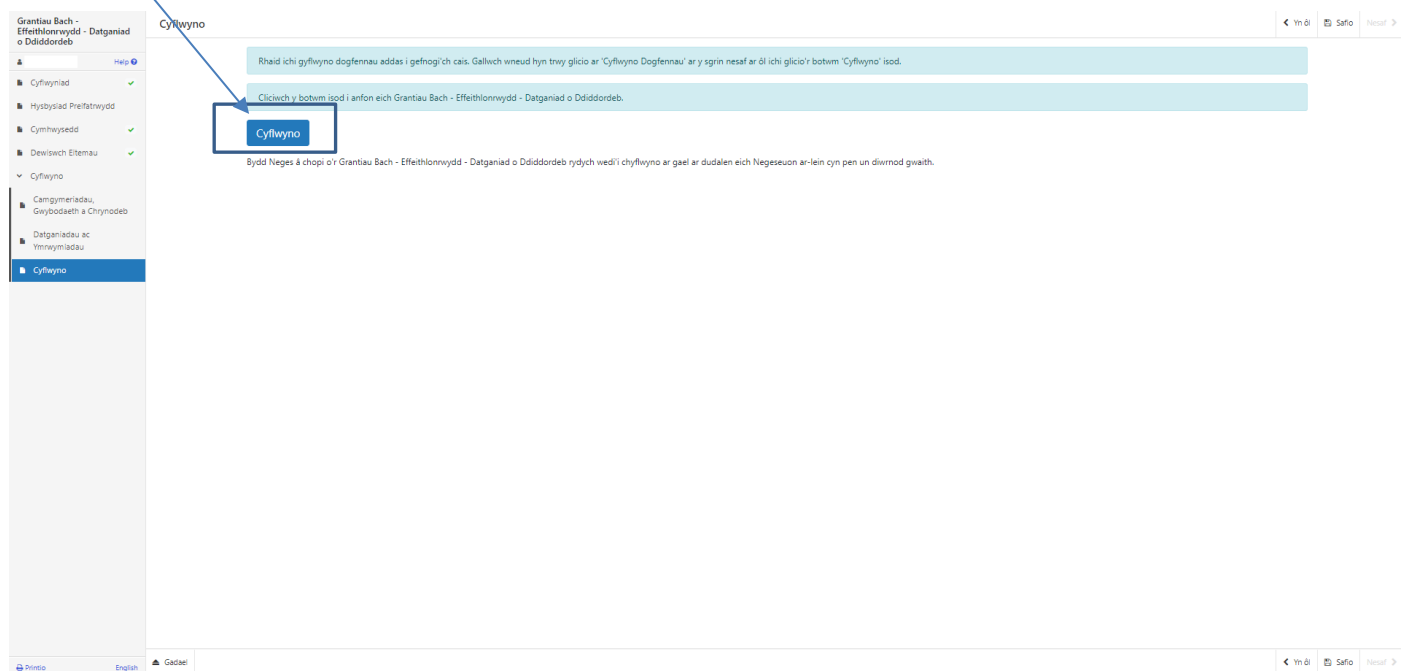 Grantiau Bach -
Effeithlonrwydd - Datganiad
o Ddiddordeb
Help
Cyflwyniad
Hysbysiad Preifatrwydd
Cymhwysedd
Dewiswch Eitemau
Cyflwyno
Camgymeriadau,
Gwybodaeth a Chrynodeb
Datganiadau ac
Ymrwymiadau
Cyflwyno
Printio English
Cyflwyno
Yn ôl Safio Nesaf
Rhaid ichi gyflwyno dogfennau addas i gefnogi'ch cais. Gallwch wneud hyn trwy glicio ar 'Cyflwyno Dogfennau' ar y sgrin nesaf ar ôl ichi glicio'r botwm 'Cyflwyno' isod.
Cliciwch y botwm isod i anfon eich Grantiau Bach - Effeithlonrwydd - Datganiad o Ddiddordeb.
Cyflwyno
Bydd Neges â chopi o'r Grantiau Bach - Effeithlonrwydd - Datganiad o Ddiddordeb rydych wedi'i chyflwyno ar gael ar dudalen eich Negeseuon ar-lein cyn pen un diwrnod gwaith.
Gadael
Yn ôl Safio Nesaf